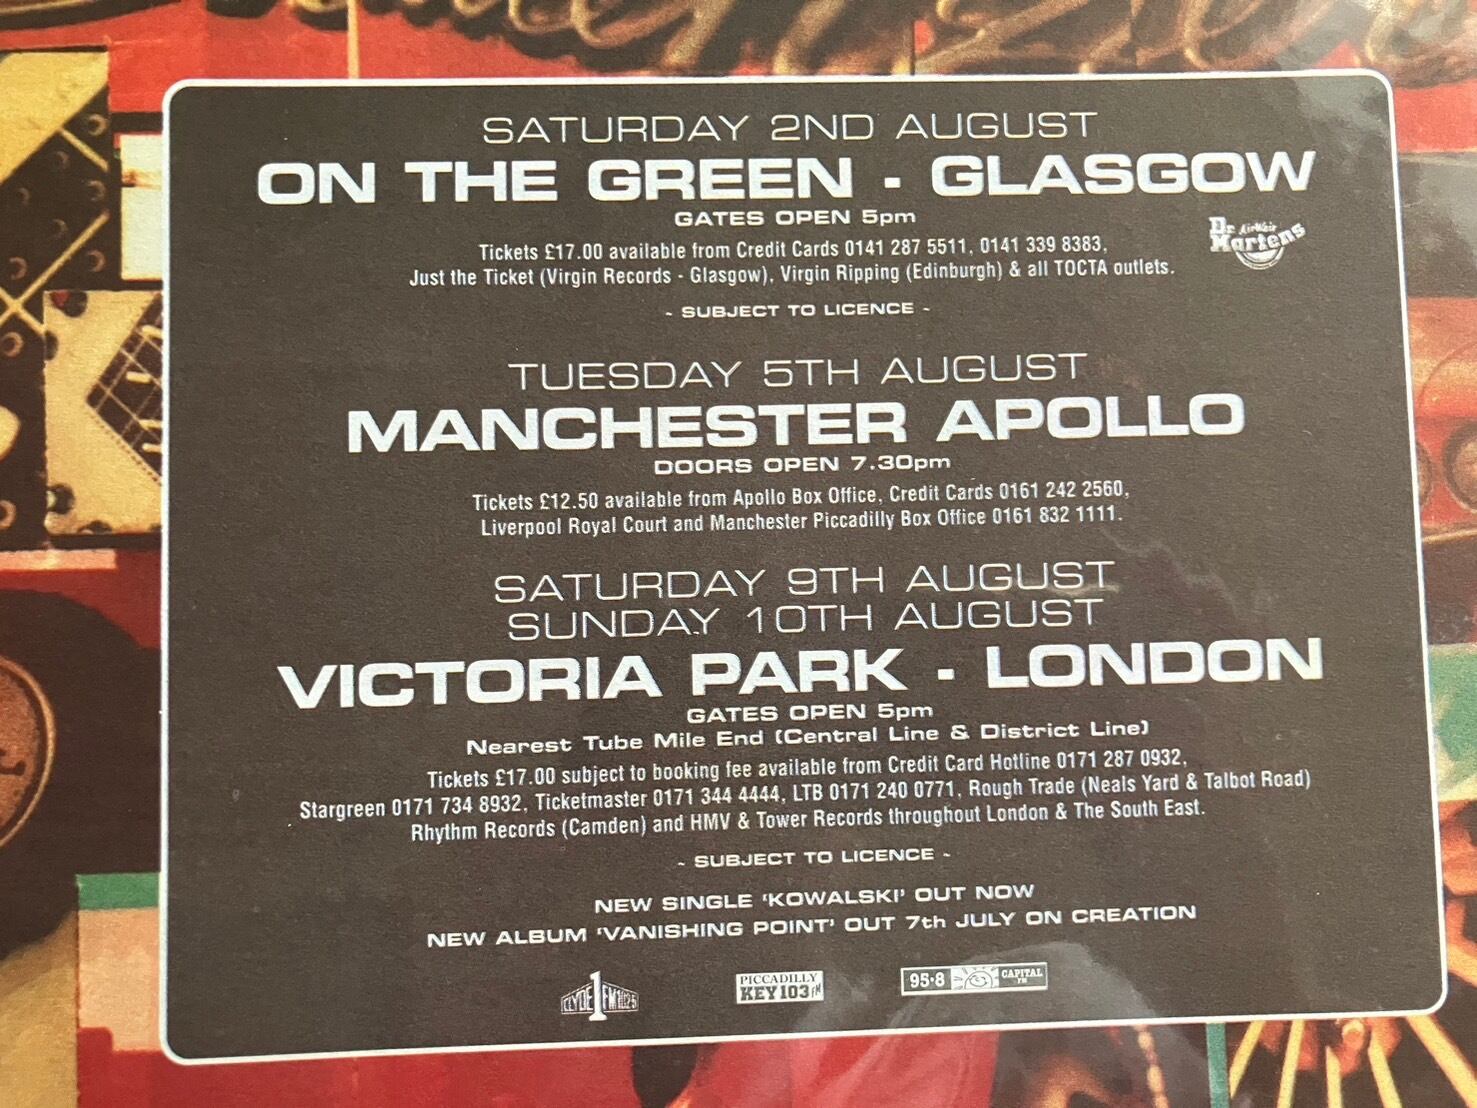 SATURDAY 2ND AUGUST
ON THE GREEN - GLASGOW
GATES OPEN 5pm
Dr. AirWair
Martens
Tickets £17.00 available from Credit Cards 0141 287 5511, 0141 339 8383,
Just the Ticket (Virgin Records - Glasgow), Virgin Ripping (Edinburgh) & all TOCTA outlets.
- SUBJECT TO LICENCE -
TUESDAY 5TH AUGUST
MANCHESTER APOLLO
DOORS OPEN 7.30pm
Tickets £12.50 available from Apollo Box Office, Credit Cards 0161 242 2560,
Liverpool Royal Court and Manchester Piccadilly Box Office 0161 832 1111.
SATURDAY 9TH AUGUST
SUNDAY 10TH AUGUST
VICTORIA PARK - LONDON
GATES OPEN 5pm
Nearest Tube Mile End (Central Line & District Line)
Tickets £17.00 subject to booking fee available from Credit Card Hotline 0171 287 0932,
Stargreen 0171 734 8932, Ticketmaster 0171 344 4444, LTB 0171 240 0771, Rough Trade (Neals Yard & Talbot Road)
Rhythm Records (Camden) and HMV & Tower Records throughout London & The South East.
- SUBJECT TO LICENCE -
NEW SINGLE 'KOWALSKI' OUT NOW
NEW ALBUM 'VANISHING POINT' OUT 7th JULY ON CREATION
CLYDE 1 FM 102.5
PICCADILLY
KEY 103 FM
95·8 CAPITAL FM